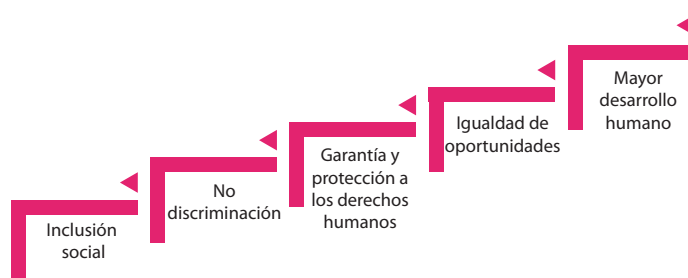 Inclusión
social
No
discriminación
Garantía y
protección a
los derechos
humanos
Igualdad de
oportunidades
Mayor
desarrollo
humano